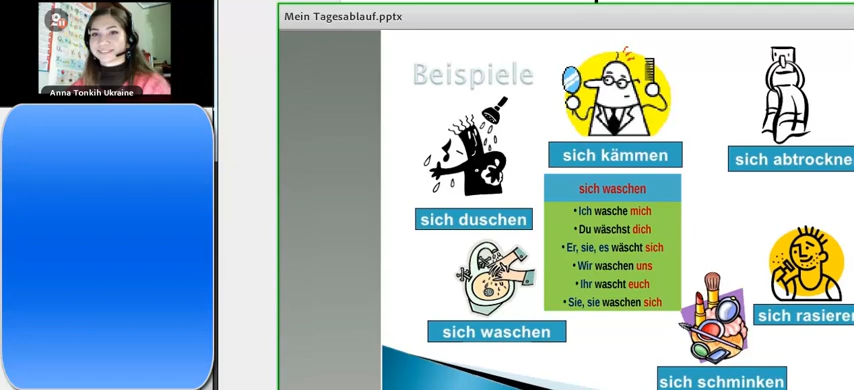 Anna Tonkih Ukraine
Mein Tagesablauf.pptx
Beispiele
sich kämmen
sich abtrockne
sich duschen
sich waschen
•Ich wasche mich
•Du wäschst dich
•Er, sie, es wäscht sich
•Wir waschen uns
•Ihr wascht euch
•Sie, sie waschen sich
sich waschen
sich rasieren
sich schminken